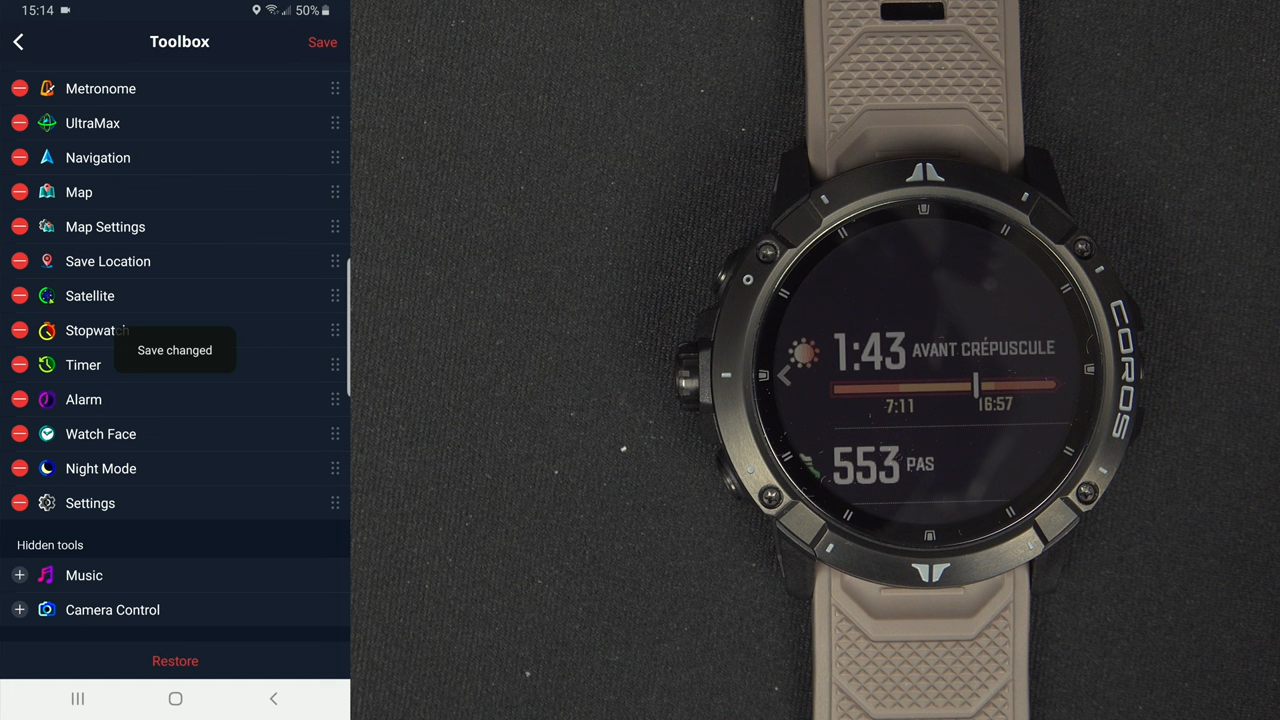 15:14
50%
Toolbox
Save
Metronome
UltraMax
Navigation
Map
Map Settings
Save Location
Satellite
Stopwatch
Save changed
Timer
Alarm
Watch Face
Night Mode
Settings
Hidden tools
Music
Camera Control
Restore
1:43 AVANT CRÉPUSCULE
7:11 16:57
553 PAS
COROS